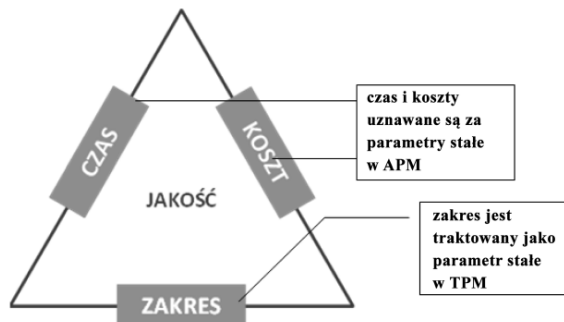 CZAS
KOSZT
JAKOŚĆ
ZAKRES
czas i koszty
uznawane są za
parametry stałe
w APM
zakres jest
traktowany jako
parametr stałe
w TPM